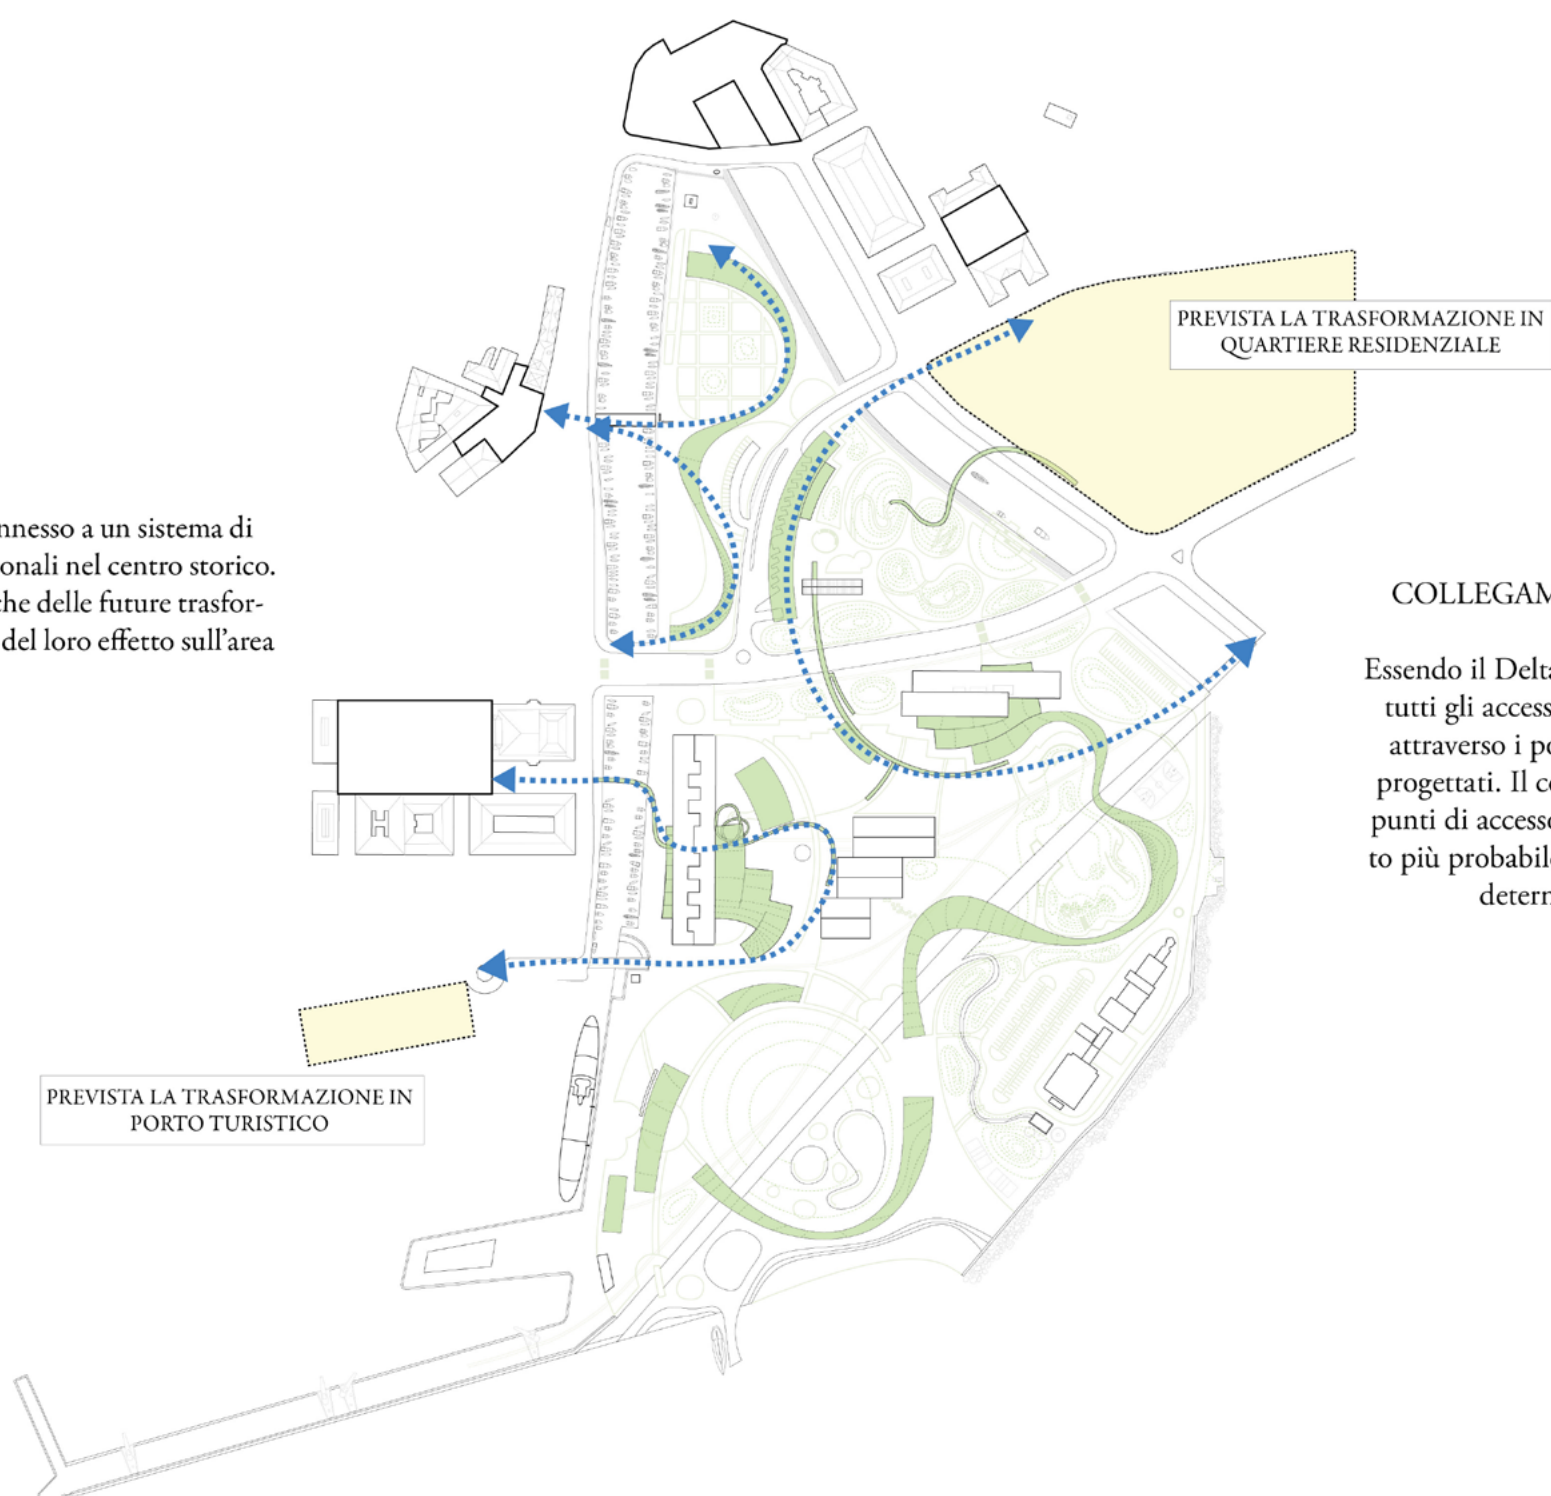 PREVISTA LA TRASFORMAZIONE IN
QUARTIERE RESIDENZIALE
nnesso a un sistema di
onali nel centro storico.
che delle future trasfor-
del loro effetto sull'area
COLLEGAM
Essendo il Delta
tutti gli access
attraverso i po
progettati. Il co
punti di accesso
to più probabile
determ
PREVISTA LA TRASFORMAZIONE IN
PORTO TURISTICO